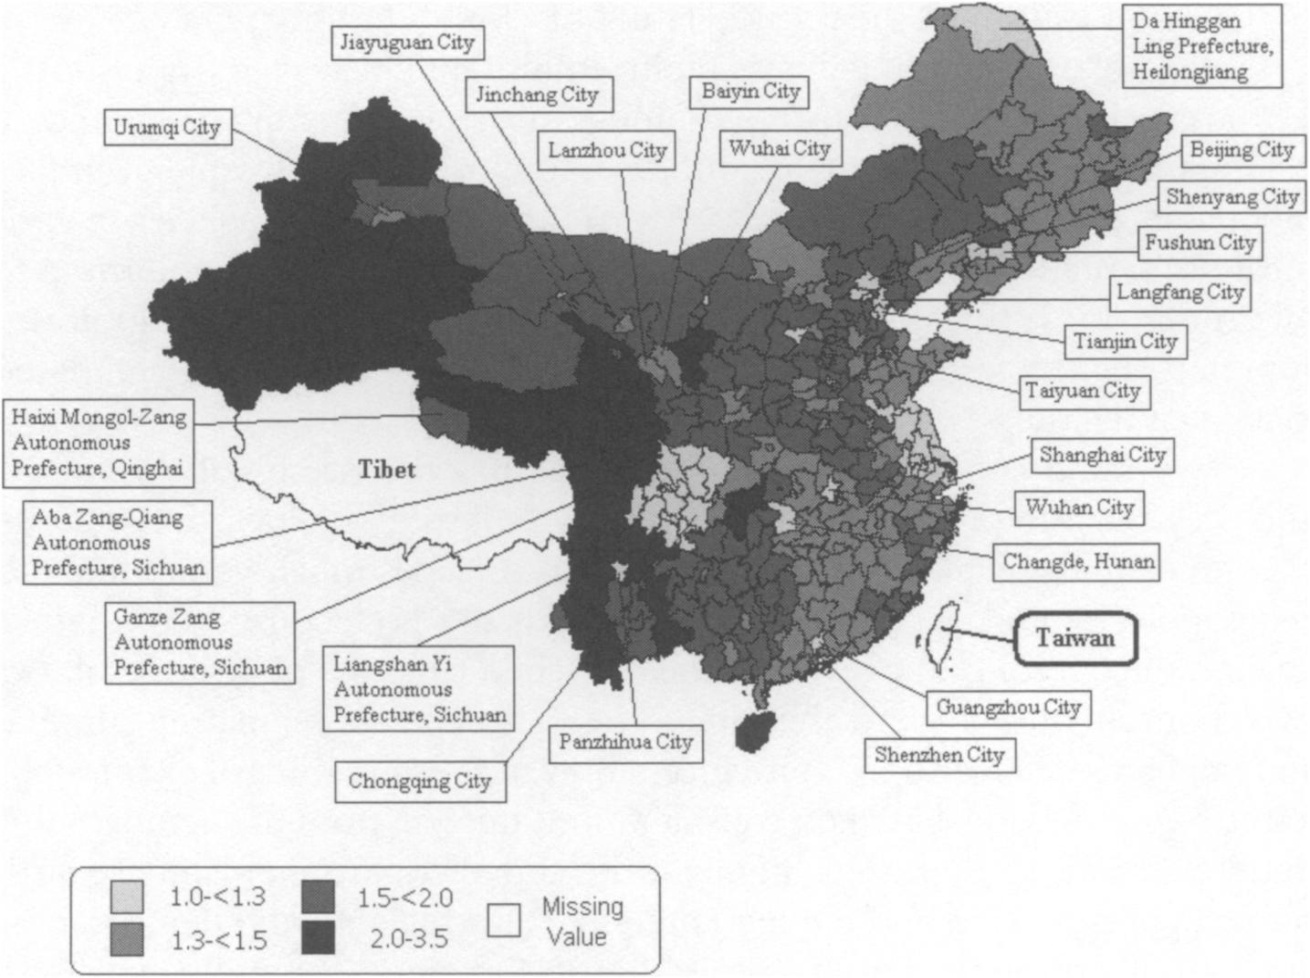 Da Hinggan
Ling Prefecture,
Heilongjiang
Jiayuguan City
Jinchang City
Baiyin City
Urumqi City
Lanzhou City
Wuhai City
Beijing City
Shenyang City
Fushun City
Langfang City
Tianjin City
Taiyuan City
Haixi Mongol-Zang
Autonomous
Prefecture, Qinghai
Tibet
Shanghai City
Aba Zang-Qiang
Autonomous
Prefecture, Sichuan
Wuhan City
Changde, Hunan
Ganze Zang
Autonomous
Prefecture, Sichuan
Liangshan Yi
Autonomous
Prefecture, Sichuan
Taiwan
Guangzhou City
Panzhihua City
Shenzhen City
Chongqing City
1.0-<1.3
1.5-<2.0
Missing
Value
1.3-<1.5
2.0-3.5